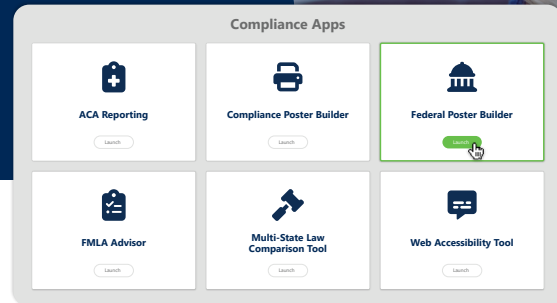 Compliance Apps
ACA Reporting
Launch
Compliance Poster Builder
Launch
Federal Poster Builder
Launch
FMLA Advisor
Launch
Multi-State Law
Comparison Tool
Launch
Web Accessibility Tool
Launch